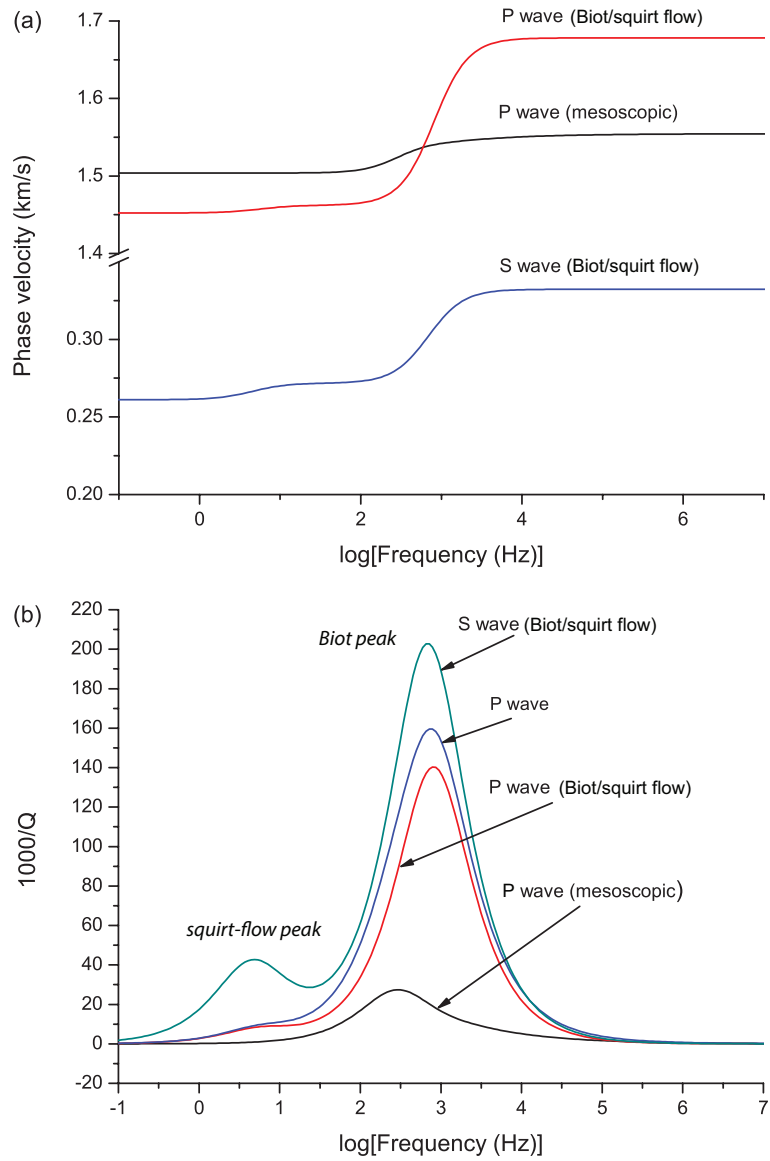 (a)
1.7
P wave (Biot/squirt flow)
1.6
P wave (mesoscopic)
1.5
1.4
S wave (Biot/squirt flow)
0.30
0.25
0.20
Phase velocity (km/s)
0 2 4 6
log[Frequency (Hz)]
(b)
220
S wave (Biot/squirt flow)
Biot peak
200
180
P wave
160
140
P wave (Biot/squirt flow)
120
100
80
P wave (mesoscopic)
60
squirt-flow peak
40
20
0
-20
1000/Q
-1 0 1 2 3 4 5 6 7
log[Frequency (Hz)]